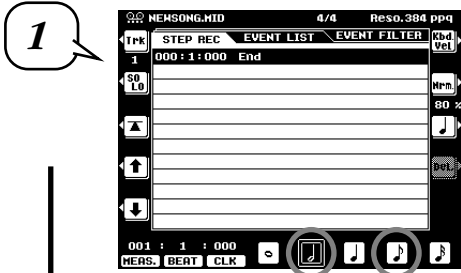 1
NEWSONG.MID 4/4 Reso.384 ppq
Trk STEP REC EVENT LIST EVENT FILTER Kbd. Vel
1 000:1:000 End
SO LO Nrm.
80 %
Del.
001 : 1 : 000
MEAS. BEAT CLK